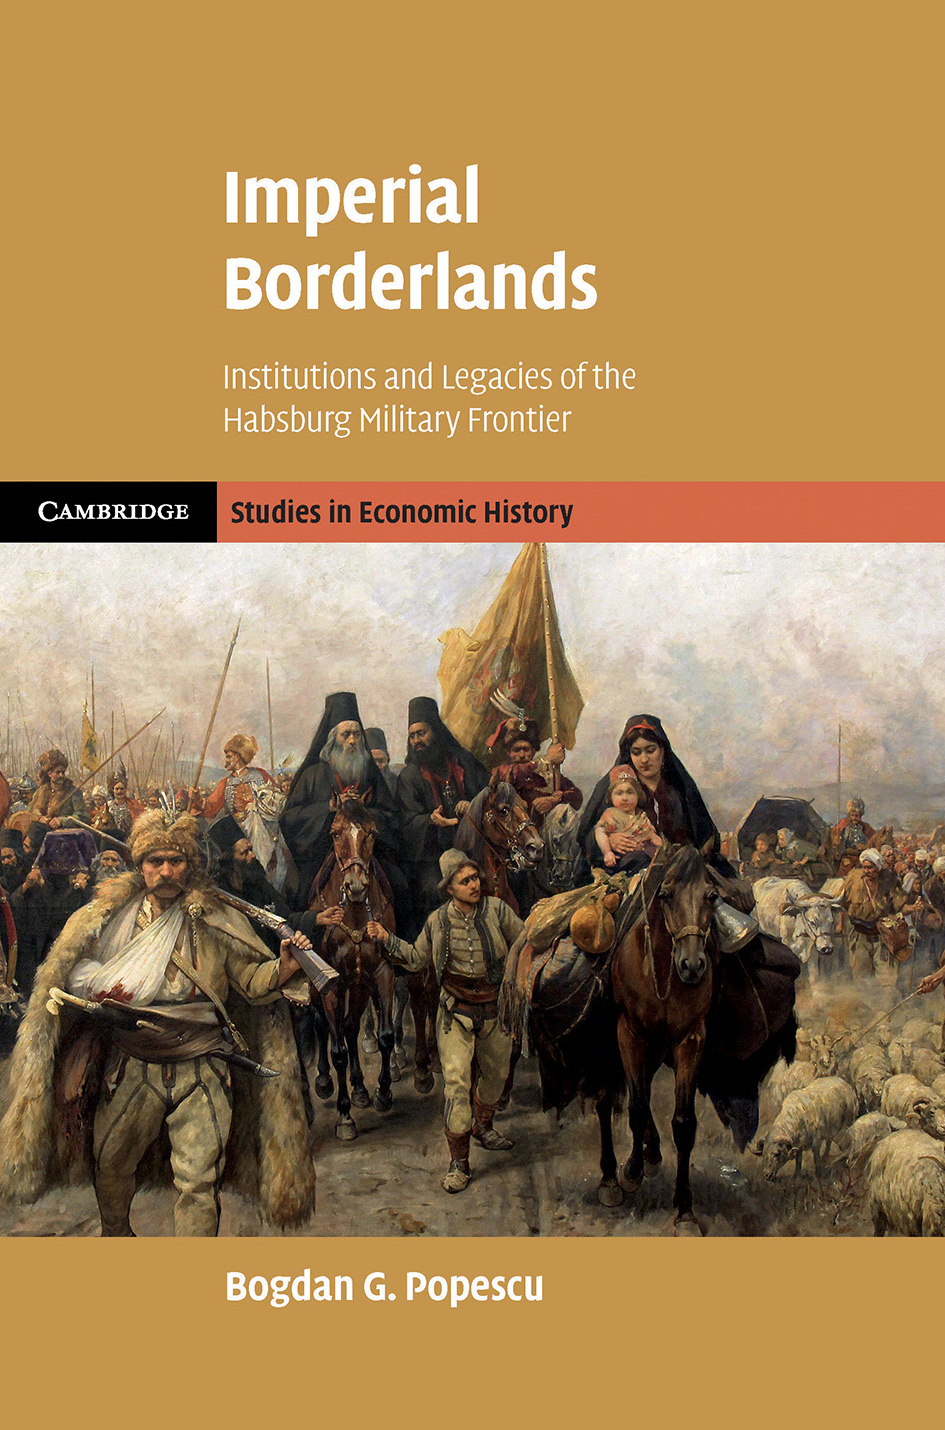 Imperial
Borderlands
Institutions and Legacies of the
Habsburg Military Frontier
CAMBRIDGE
Studies in Economic History
Bogdan G. Popescu